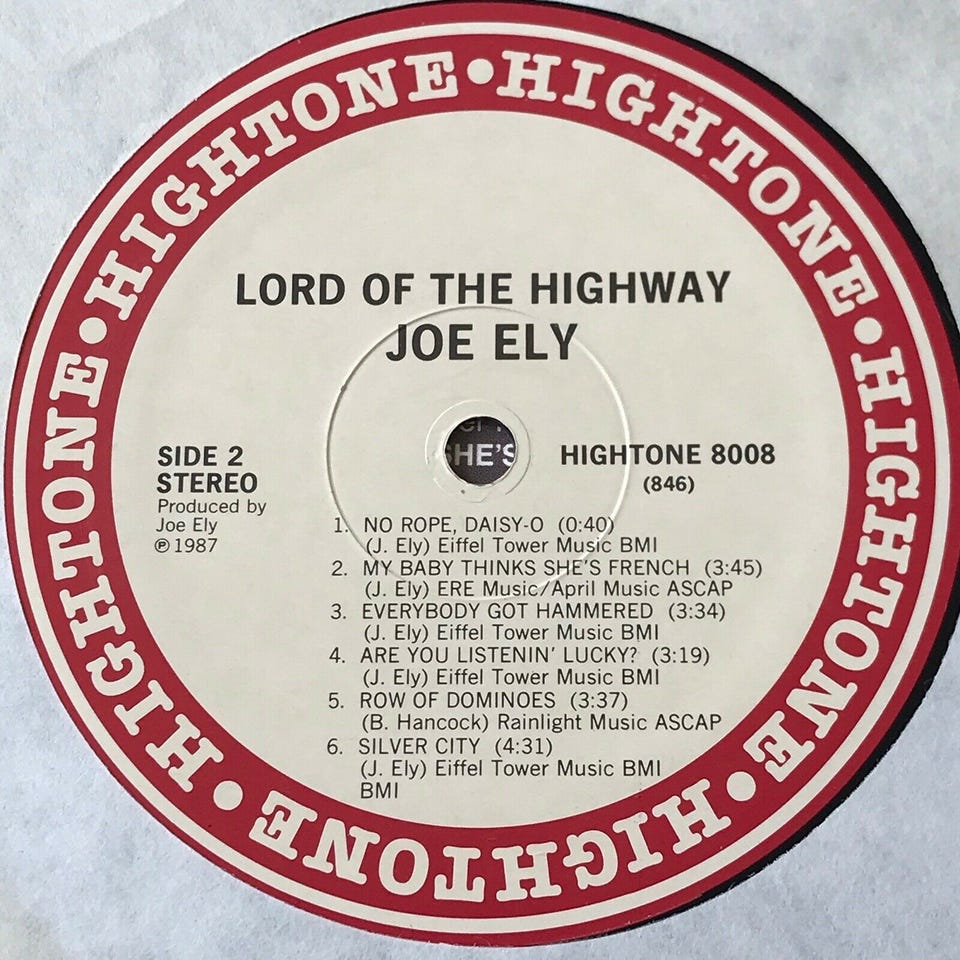 HIGHTONE • HIGHTONE • HIGHTONE • HIGHTONE • HIGHTONE • HIGHTONE • HIGHTONE •
LORD OF THE HIGHWAY
JOE ELY
SHE'S
SIDE 2
STEREO
Produced by
Joe Ely
℗ 1987
HIGHTONE 8008
(846)
1. NO ROPE, DAISY-O (0:40)
(J. Ely) Eiffel Tower Music BMI
2. MY BABY THINKS SHE'S FRENCH (3:45)
(J. Ely) ERE Music/April Music ASCAP
3. EVERYBODY GOT HAMMERED (3:34)
(J. Ely) Eiffel Tower Music BMI
4. ARE YOU LISTENIN' LUCKY? (3:19)
(J. Ely) Eiffel Tower Music BMI
5. ROW OF DOMINOES (3:37)
(B. Hancock) Rainlight Music ASCAP
6. SILVER CITY (4:31)
(J. Ely) Eiffel Tower Music BMI
BMI